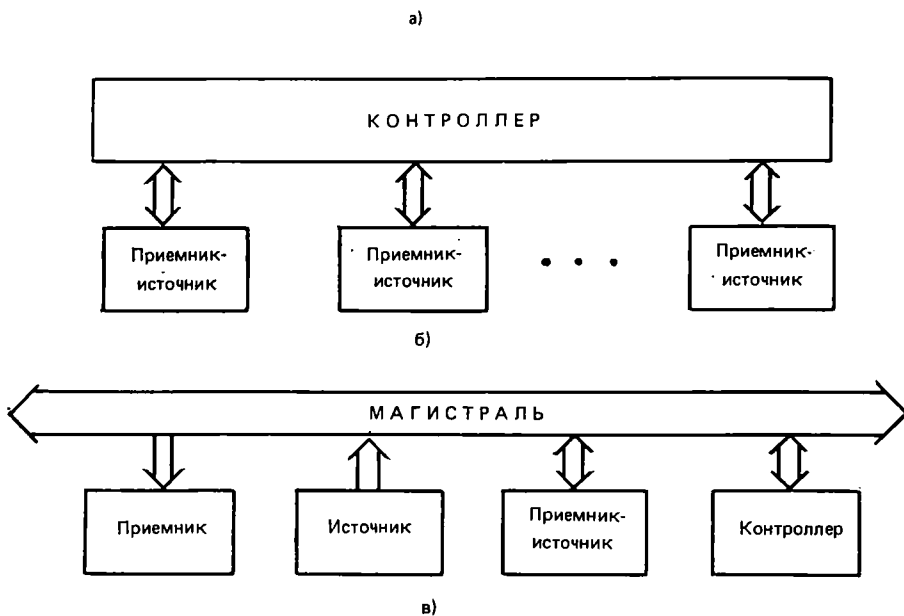 а)
КОНТРОЛЛЕР
Приемник-
источник
Приемник-
источник
Приемник-
источник
б)
МАГИСТРАЛЬ
Приемник
Источник
Приемник-
источник
Контроллер
в)